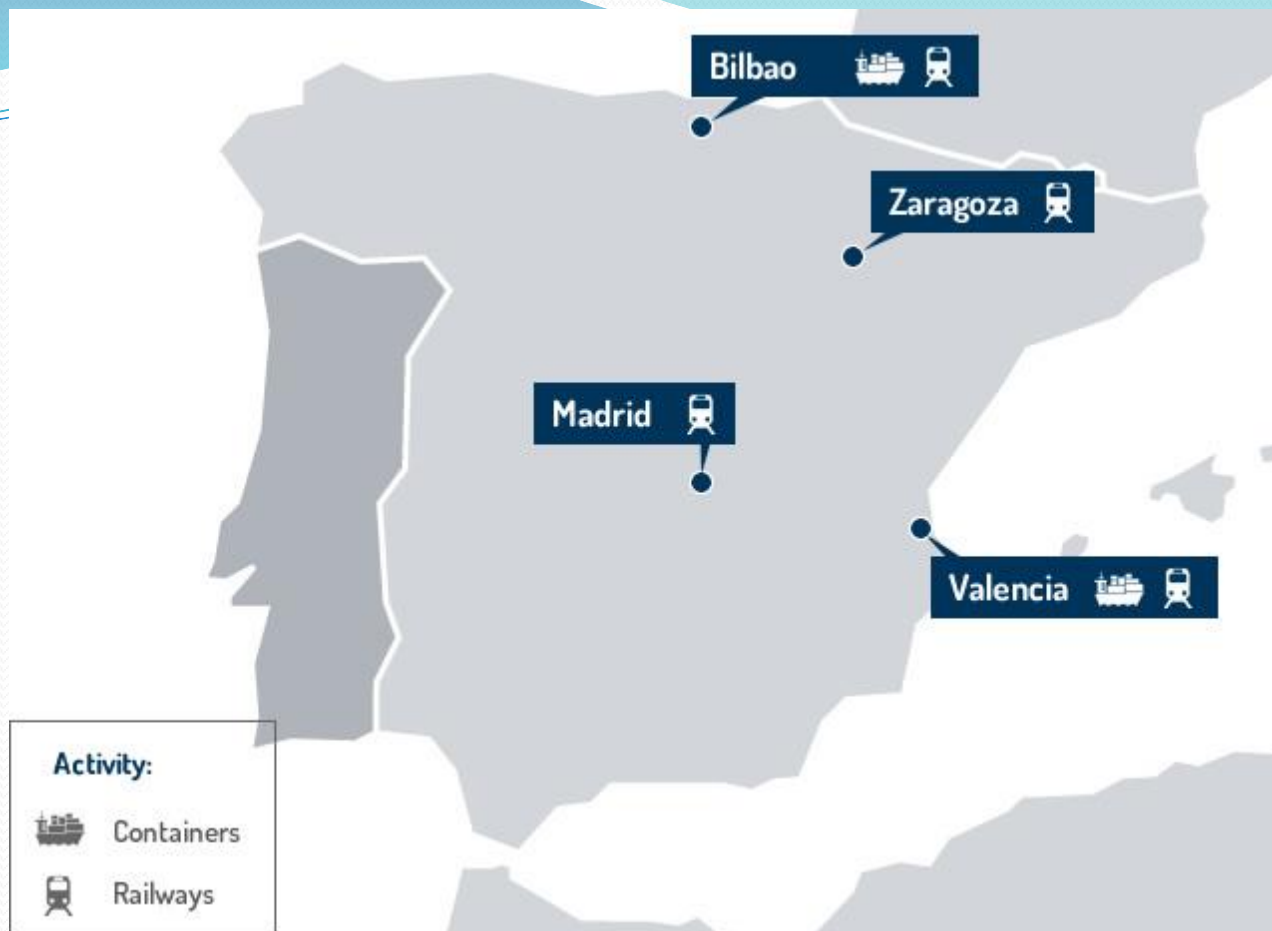 Bilbao
Zaragoza
Madrid
Valencia
Activity:
Containers
Railways